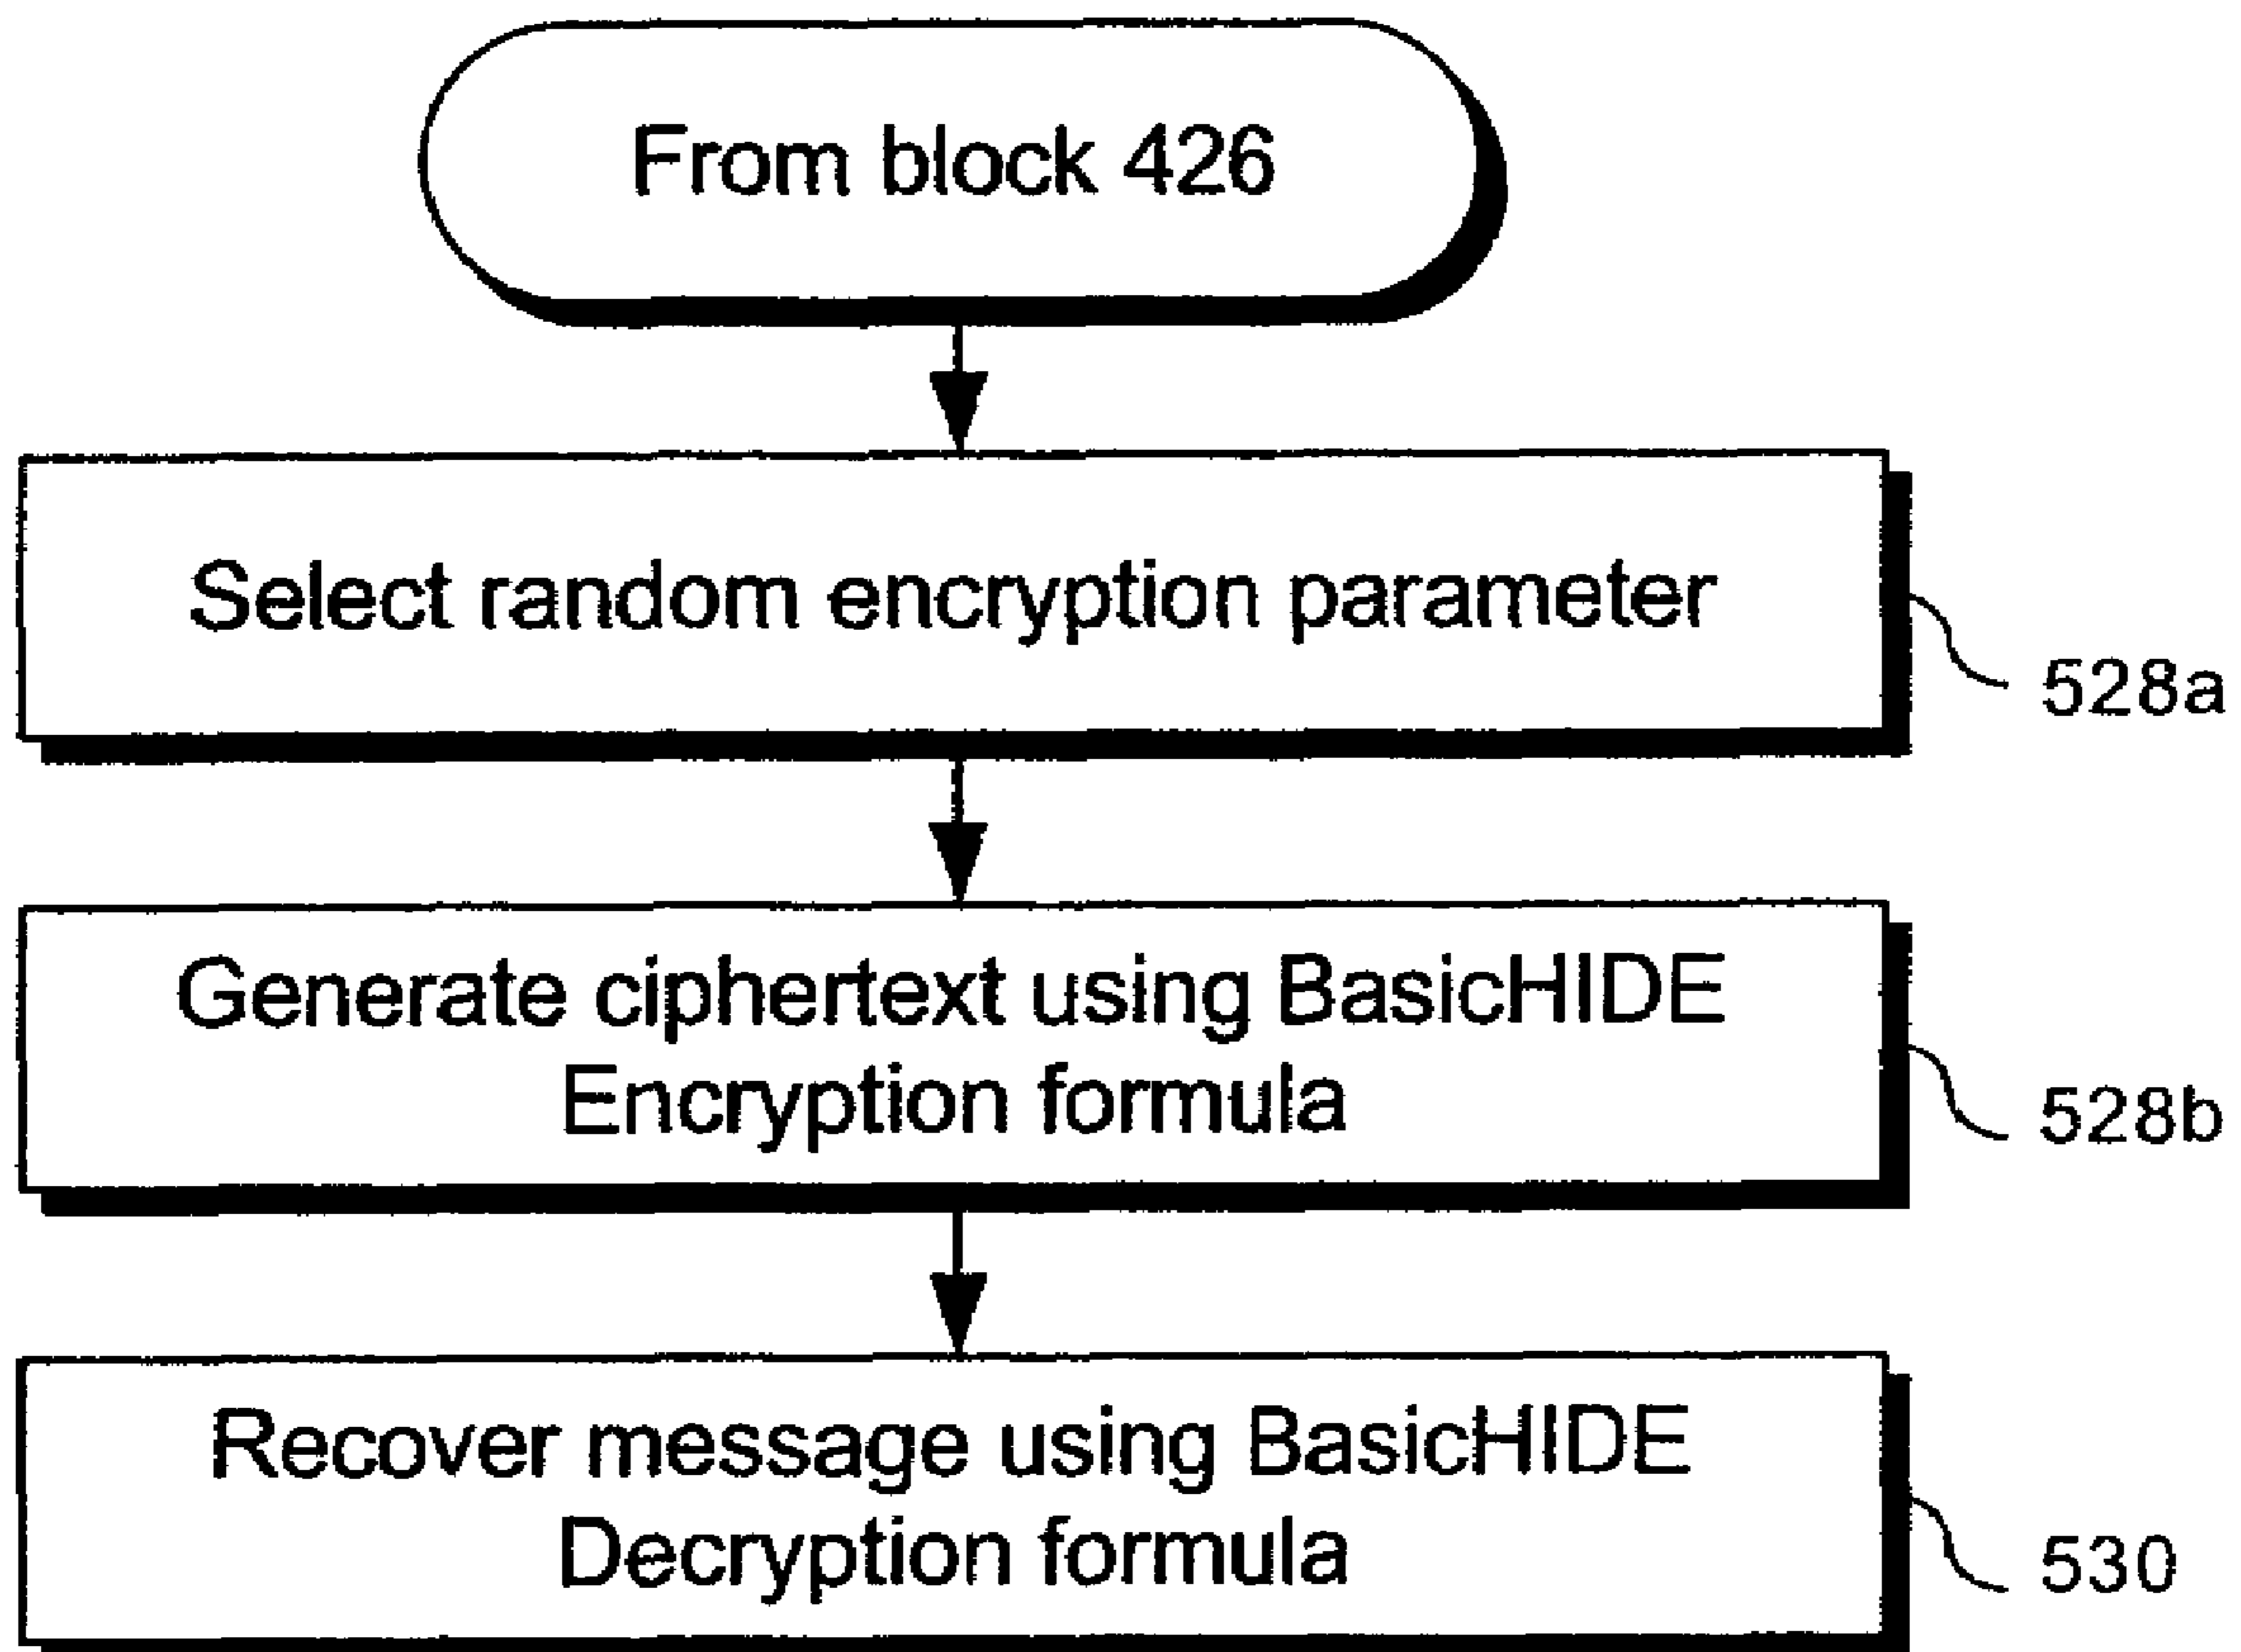 From block 426
Select random encryption parameter
528a
Generate ciphertext using BasicHIDE
Encryption formula
528b
Recover message using BasicHIDE
Decryption formula
530